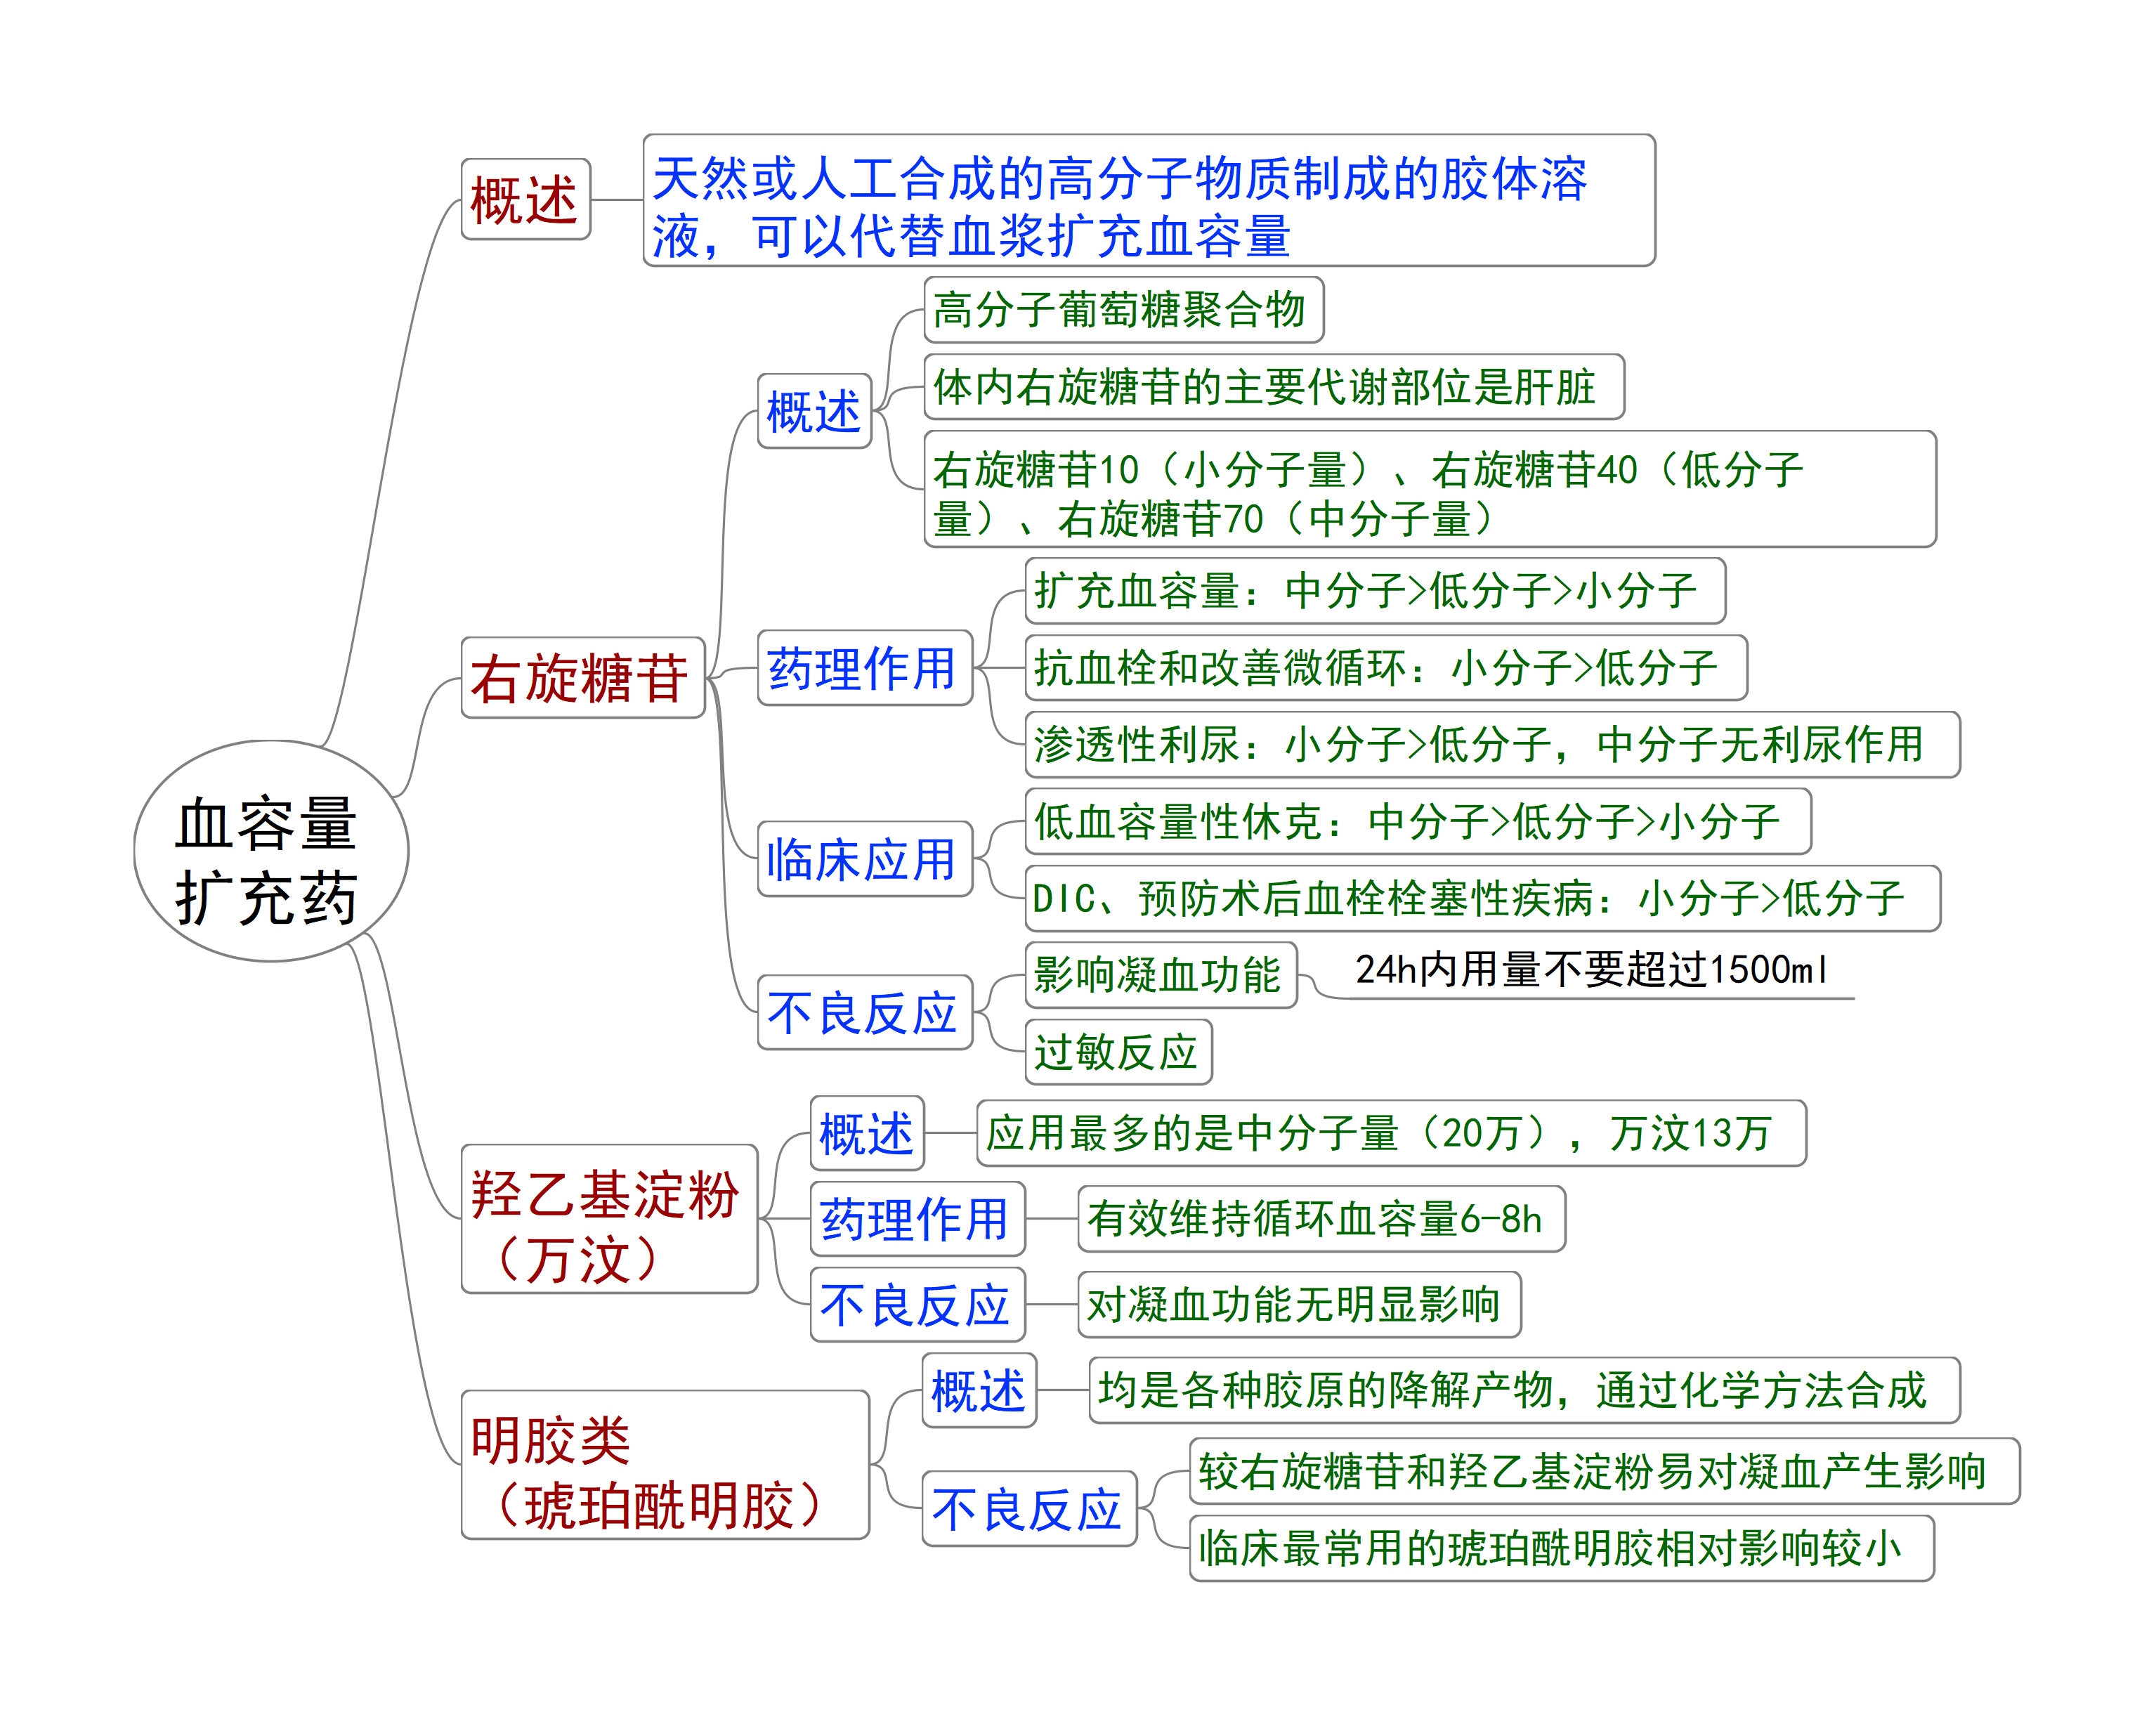 血容量
扩充药
概述
天然或人工合成的高分子物质制成的胶体溶
液，可以代替血浆扩充血容量
右旋糖苷
概述
高分子葡萄糖聚合物
体内右旋糖苷的主要代谢部位是肝脏
右旋糖苷10（小分子量）、右旋糖苷40（低分子
量）、右旋糖苷70（中分子量）
药理作用
扩充血容量：中分子>低分子>小分子
抗血栓和改善微循环：小分子>低分子
渗透性利尿：小分子>低分子，中分子无利尿作用
临床应用
低血容量性休克：中分子>低分子>小分子
DIC、预防术后血栓栓塞性疾病：小分子>低分子
不良反应
影响凝血功能
24h内用量不要超过1500ml
过敏反应
羟乙基淀粉
（万汶）
概述
应用最多的是中分子量（20万），万汶13万
药理作用
有效维持循环血容量6-8h
不良反应
对凝血功能无明显影响
明胶类
（琥珀酰明胶）
概述
均是各种胶原的降解产物，通过化学方法合成
不良反应
较右旋糖苷和羟乙基淀粉易对凝血产生影响
临床最常用的琥珀酰明胶相对影响较小